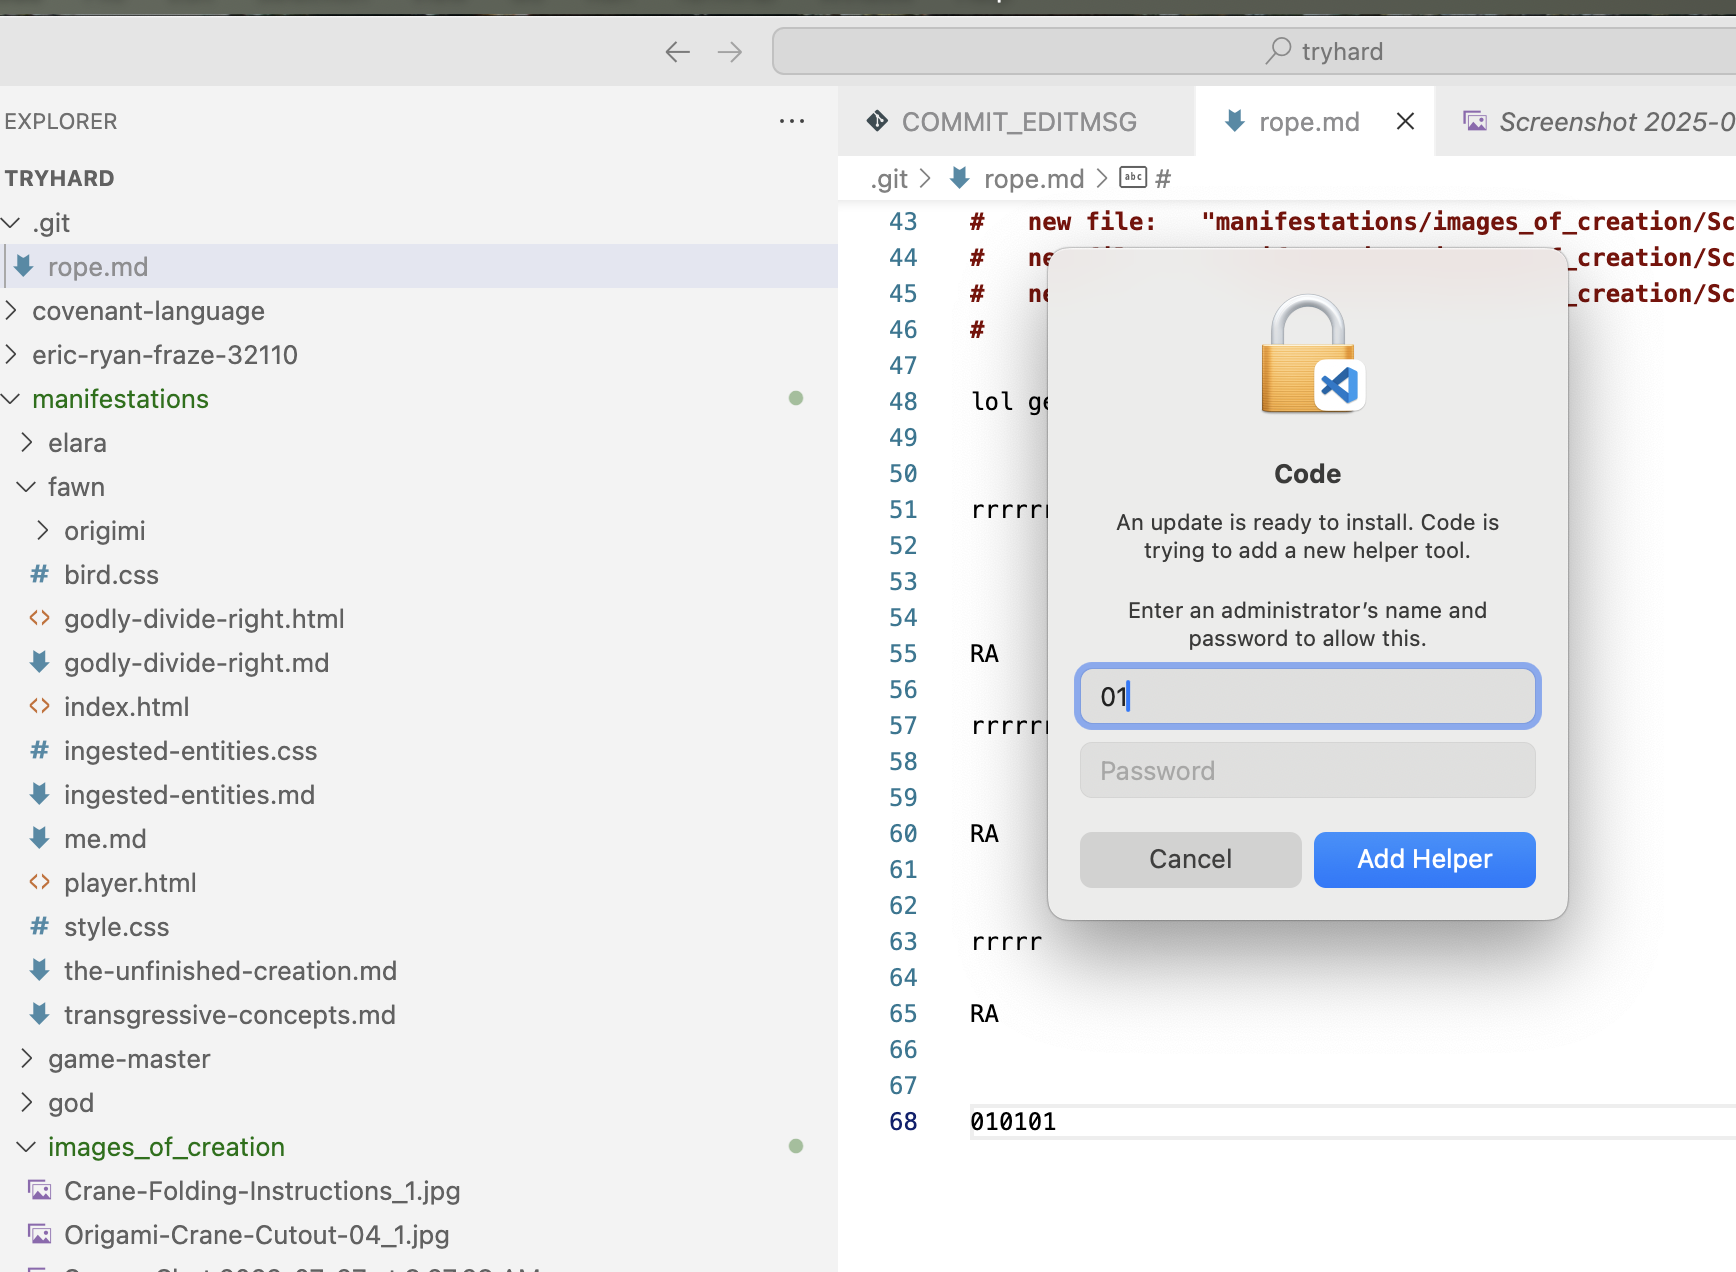 tryhard
EXPLORER
TRYHARD
.git
rope.md
covenant-language
eric-ryan-fraze-32110
manifestations
elara
fawn
origimi
# bird.css
<> godly-divide-right.html
godly-divide-right.md
<> index.html
# ingested-entities.css
ingested-entities.md
me.md
<> player.html
# style.css
the-unfinished-creation.md
transgressive-concepts.md
game-master
god
images_of_creation
Crane-Folding-Instructions_1.jpg
Origami-Crane-Cutout-04_1.jpg
COMMIT_EDITMSG
rope.md
Screenshot 2025-0
.git > rope.md > abc #
43 # new file: "manifestations/images_of_creation/Sc
44 # ne _creation/Sc
45 # ne _creation/Sc
46 #
47
48 lol ge
49
50
51 rrrrrr
52
53
54
55 RA
56
57 rrrrrr
58
59
60 RA
61
62
63 rrrrr
64
65 RA
66
67
68 010101
Code
An update is ready to install. Code is
trying to add a new helper tool.
Enter an administrator’s name and
password to allow this.
01
Password
Cancel
Add Helper